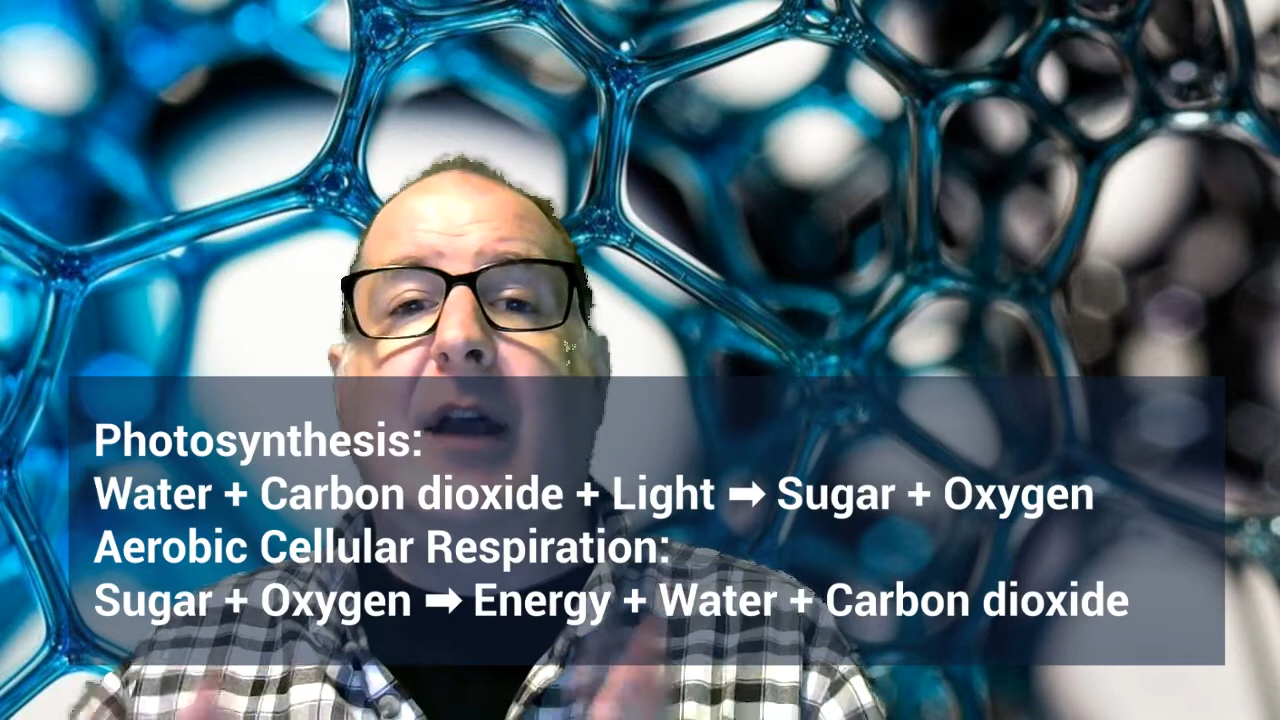 Photosynthesis:
Water + Carbon dioxide + Light ➡ Sugar + Oxygen
Aerobic Cellular Respiration:
Sugar + Oxygen ➡ Energy + Water + Carbon dioxide